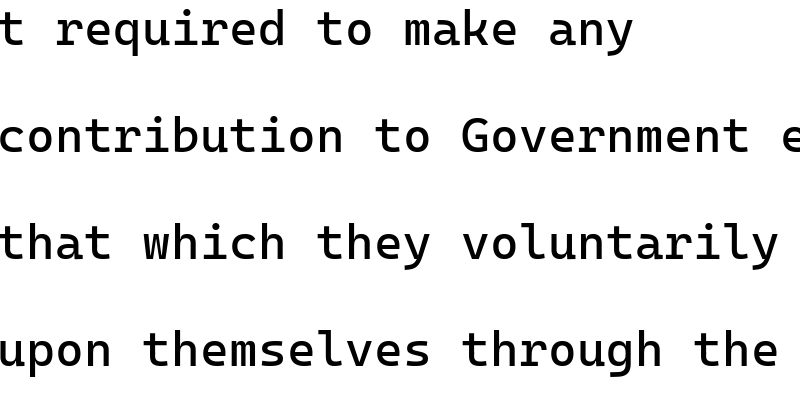 required to make any
contribution to Government
that which they voluntarily
upon themselves through the